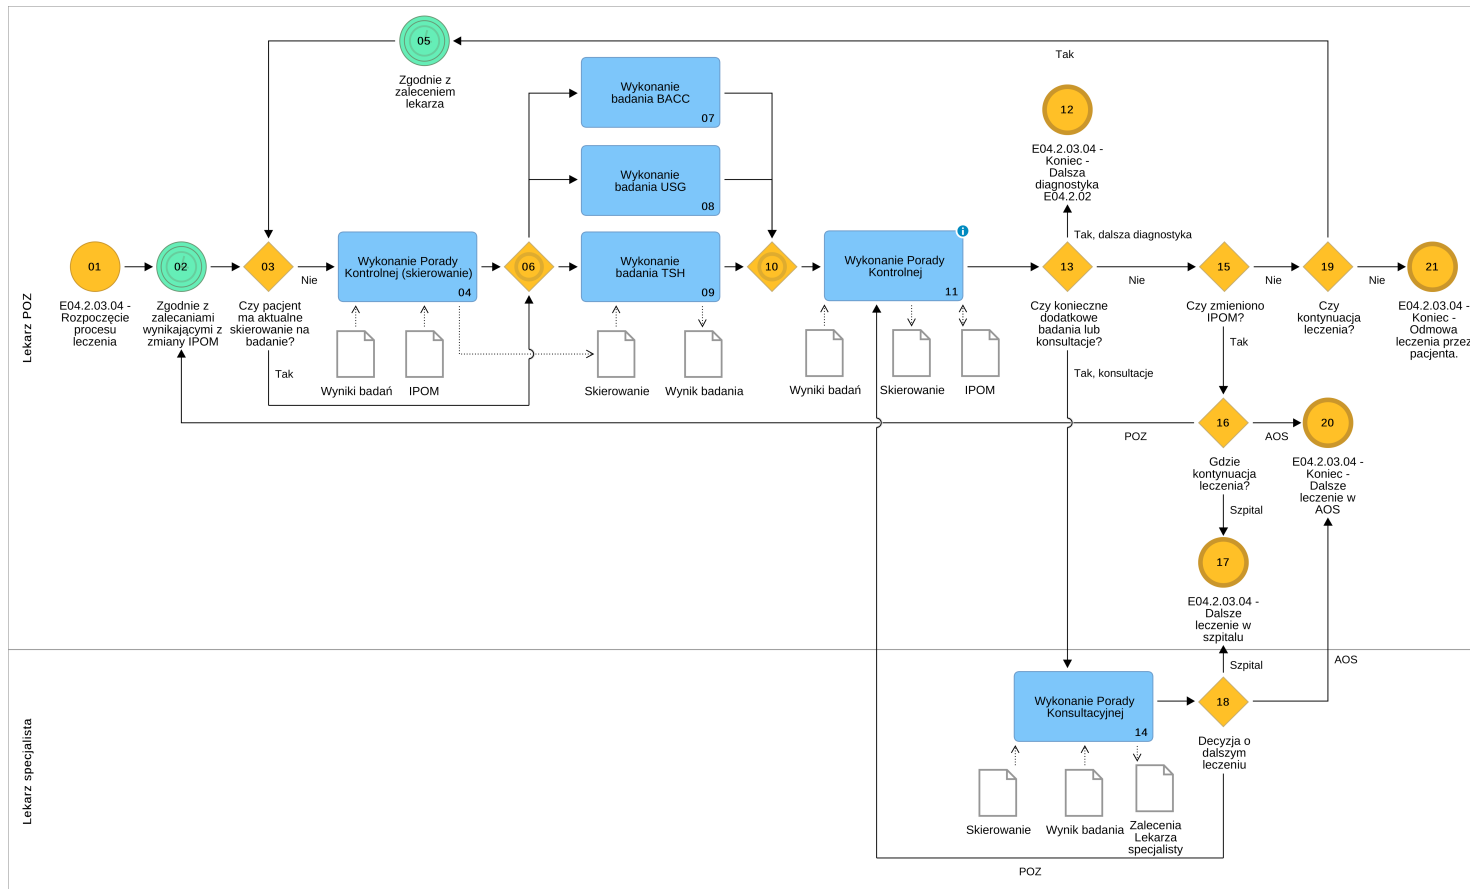 Lekarz POZ
05
Zgodnie z
zaleceniem
lekarza
Tak
Wykonanie
badania BACC
07
Wykonanie
badania USG
08
12
E04.2.03.04 -
Koniec -
Dalsza
diagnostyka
E04.2.02
Tak, dalsza diagnostyka
01
E04.2.03.04 -
Rozpoczęcie
procesu
leczenia
02
Zgodnie z
zalecaniami
wynikającymi z
zmiany IPOM
03
Czy pacjent
ma aktualne
skierowanie na
badanie?
Nie
Tak
Wykonanie Porady
Kontrolnej (skierowanie)
04
Wyniki badań
IPOM
06
Wykonanie
badania TSH
09
Skierowanie
Wynik badania
10
Wykonanie Porady
Kontrolnej
i
11
Wyniki badań
Skierowanie
IPOM
13
Czy konieczne
dodatkowe
badania lub
konsultacje?
Nie
Tak, konsultacje
15
Czy zmieniono
IPOM?
Nie
Tak
19
Czy
kontynuacja
leczenia?
Nie
21
E04.2.03.04 -
Koniec -
Odmowa
leczenia przez
pacjenta.
16
POZ
AOS
Gdzie
kontynuacja
leczenia?
Szpital
20
E04.2.03.04 -
Koniec -
Dalsze
leczenie w
AOS
17
E04.2.03.04 -
Dalsze
leczenie w
szpitalu
Szpital
AOS
Lekarz specjalista
Wykonanie Porady
Konsultacyjnej
14
Skierowanie
Wynik badania
Zalecenia
Lekarza
specjalisty
18
Decyzja o
dalszym
leczeniu
POZ